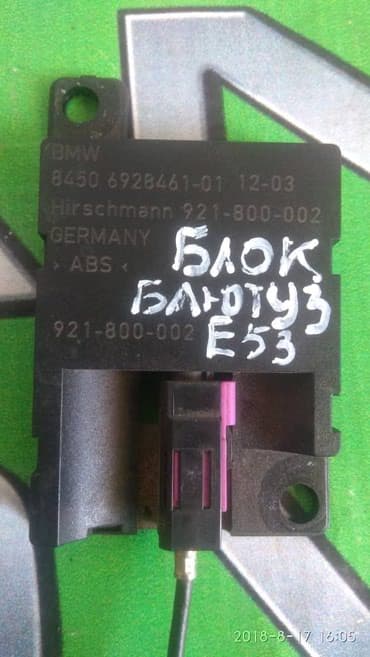 BMW
8450 6928461-01 12-03
Hirschmann 921-800-002
GERMANY
> ABS <
БЛОК
БЛЮТУЗ
E53
921-800-002
2018-8-17 16:05